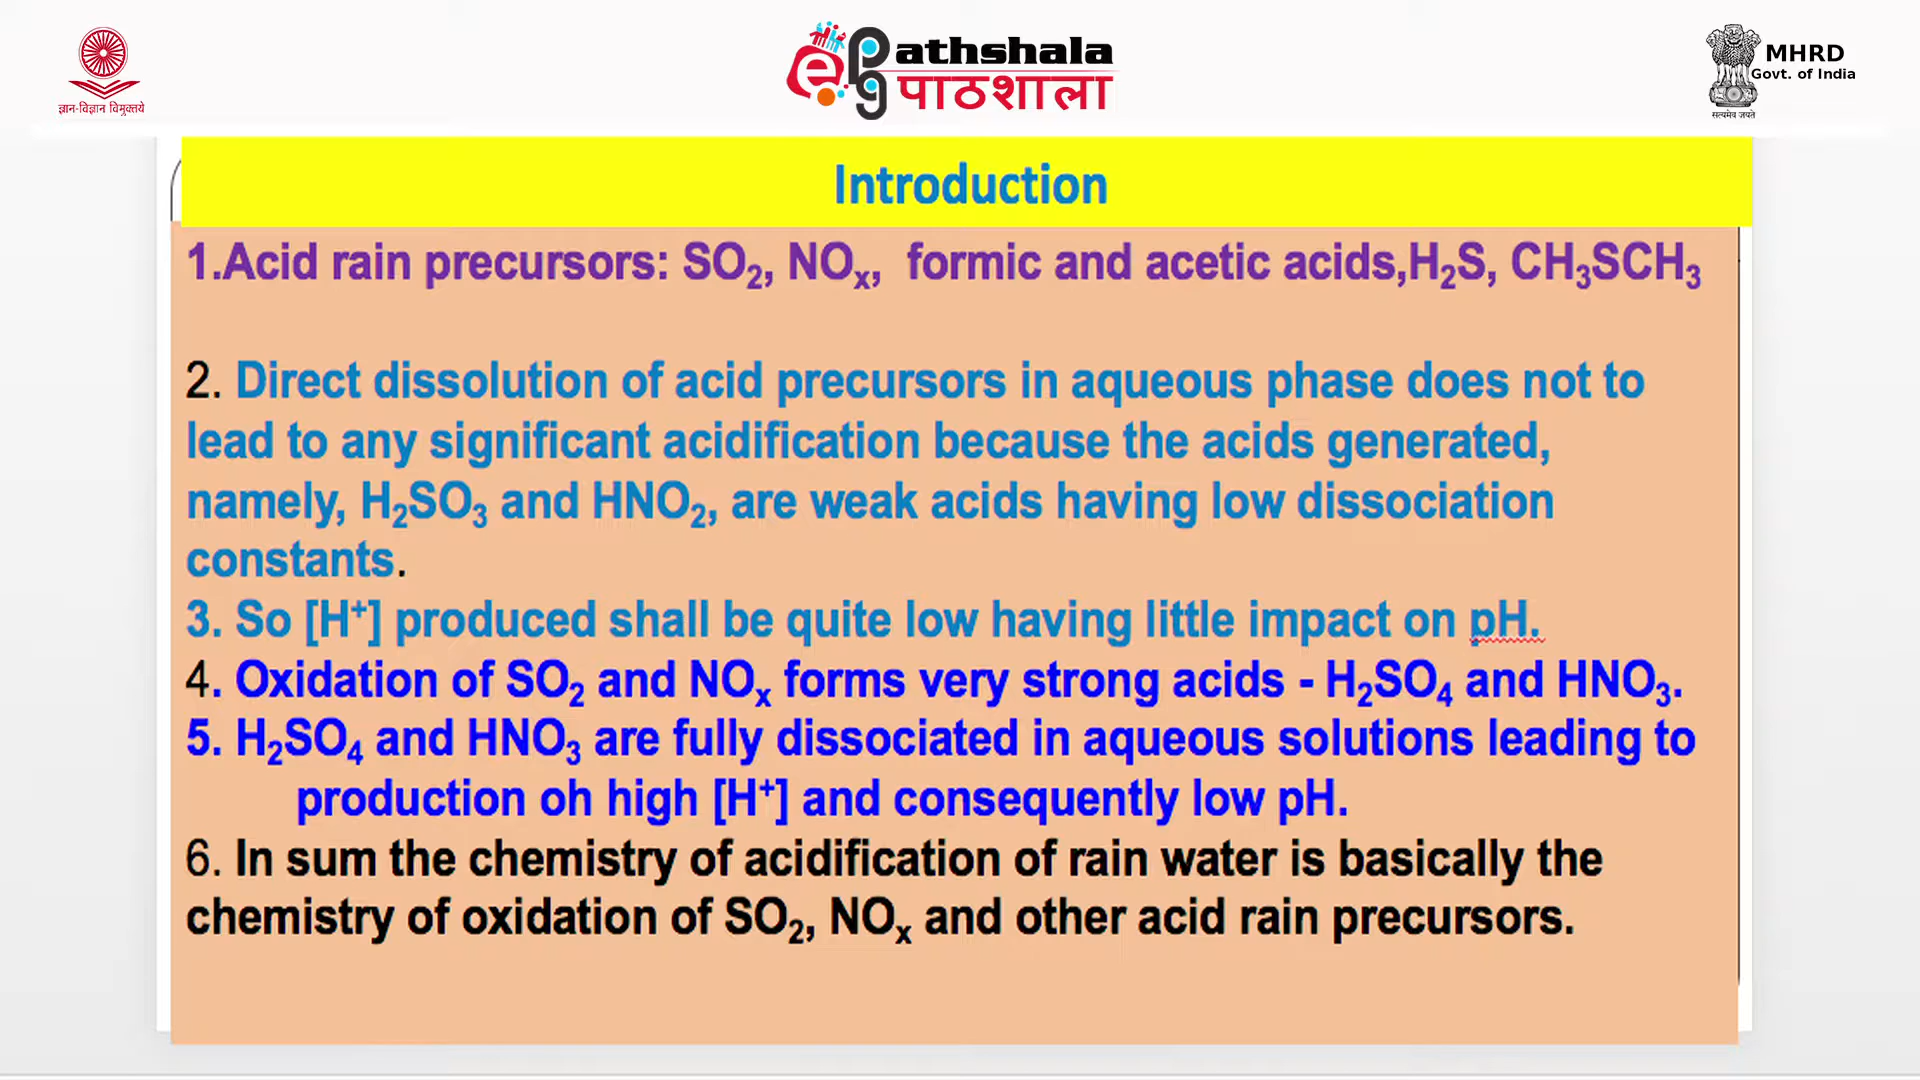 ज्ञान-विज्ञान विमुक्तये
ePGathshala
पाठशाला
MHRD
Govt. of India
सत्यमेव जयते
Introduction
1.Acid rain precursors: SO₂, NOₓ, formic and acetic acids,H₂S, CH₃SCH₃
2. Direct dissolution of acid precursors in aqueous phase does not to
lead to any significant acidification because the acids generated,
namely, H₂SO₃ and HNO₂, are weak acids having low dissociation
constants.
3. So [H⁺] produced shall be quite low having little impact on pH.
4. Oxidation of SO₂ and NOₓ forms very strong acids - H₂SO₄ and HNO₃.
5. H₂SO₄ and HNO₃ are fully dissociated in aqueous solutions leading to
production oh high [H⁺] and consequently low pH.
6. In sum the chemistry of acidification of rain water is basically the
chemistry of oxidation of SO₂, NOₓ and other acid rain precursors.